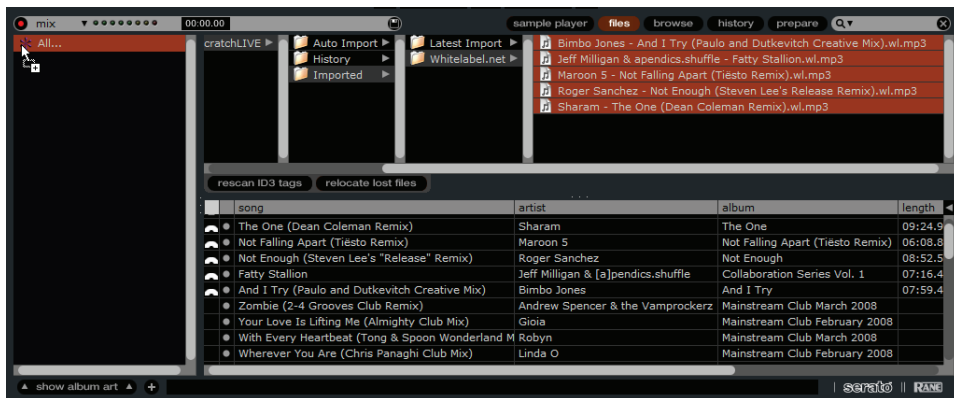 mix 00:00.00 sample player files browse history prepare
All...
cratchLIVE Auto Import Latest Import Bimbo Jones - And I Try (Paulo and Dutkevitch Creative Mix).wl.mp3
History Whitelabel.net Jeff Milligan & apendics.shuffle - Fatty Stallion.wl.mp3
Imported Maroon 5 - Not Falling Apart (Tiësto Remix).wl.mp3
Roger Sanchez - Not Enough (Steven Lee's Release Remix).wl.mp3
Sharam - The One (Dean Coleman Remix).wl.mp3
rescan ID3 tags relocate lost files
song artist album length
The One (Dean Coleman Remix) Sharam The One 09:24.9
Not Falling Apart (Tiësto Remix) Maroon 5 Not Falling Apart (Tiësto Remix) 06:08.8
Not Enough (Steven Lee's "Release" Remix) Roger Sanchez Not Enough 08:52.5
Fatty Stallion Jeff Milligan & [a]pendics.shuffle Collaboration Series Vol. 1 07:16.4
And I Try (Paulo and Dutkevitch Creative Mix) Bimbo Jones And I Try 07:59.4
Zombie (2-4 Grooves Club Remix) Andrew Spencer & the Vamprockerz Mainstream Club March 2008
Your Love Is Lifting Me (Almighty Club Mix) Gioia Mainstream Club February 2008
With Every Heartbeat (Tong & Spoon Wonderland M Robyn Mainstream Club March 2008
Wherever You Are (Chris Panaghi Club Mix) Linda O Mainstream Club February 2008
show album art serato RANE